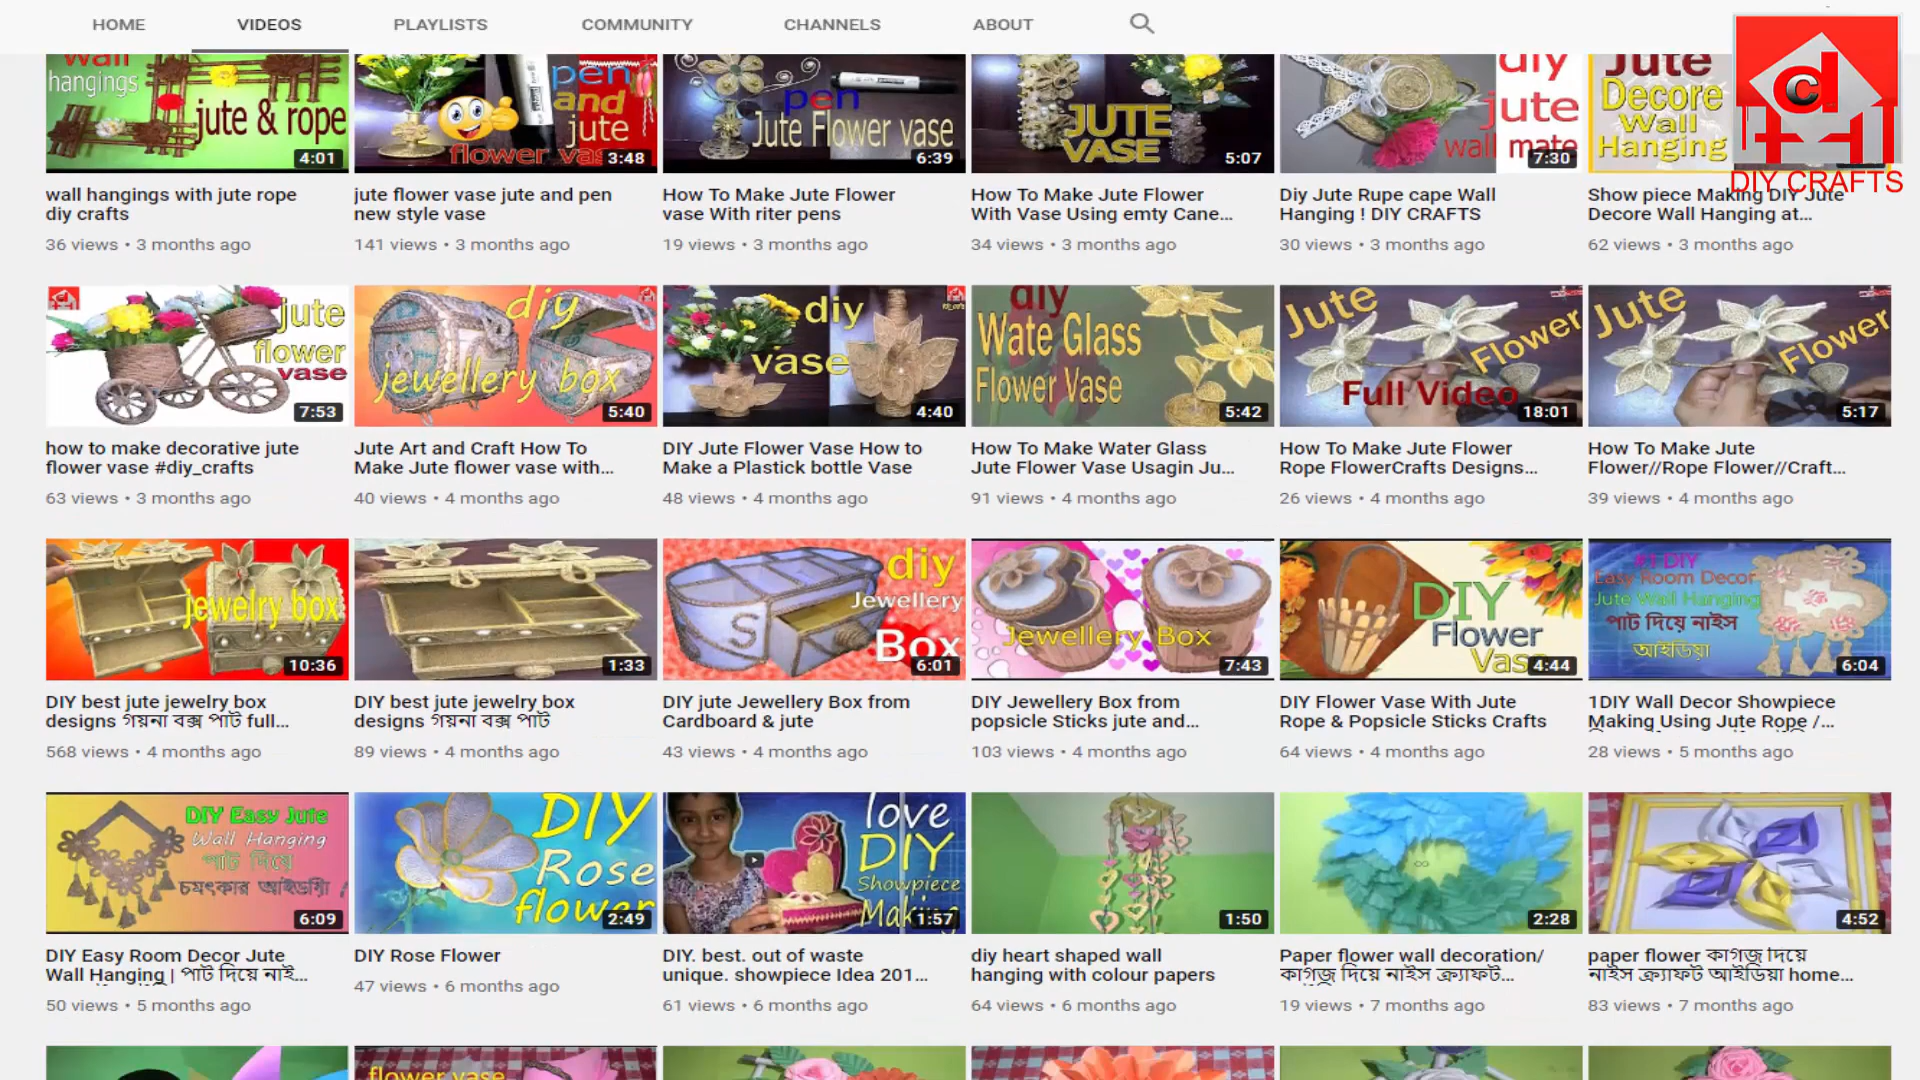 HOME VIDEOS PLAYLISTS COMMUNITY CHANNELS ABOUT
wall
hangings
jute & rope
4:01
pen
and
jute
flower vas
3:48
pen
Jute Flower vase
6:39
JUTE
VASE
5:07
diy
jute
wall mate
7:30
Jute
Decore
Wall
Hanging
DIY CRAFTS
wall hangings with jute rope
diy crafts
36 views • 3 months ago
jute flower vase jute and pen
new style vase
141 views • 3 months ago
How To Make Jute Flower
vase With riter pens
19 views • 3 months ago
How To Make Jute Flower
With Vase Using emty Cane...
34 views • 3 months ago
Diy Jute Rupe cape Wall
Hanging ! DIY CRAFTS
30 views • 3 months ago
Show piece Making DIY Jute
Decore Wall Hanging at...
62 views • 3 months ago
jute
flower
vase
7:53
diy
jewellery box
5:40
diy
vase
4:40
diy
Wate Glass
Flower Vase
5:42
Jute
Flower
Full Video
18:01
Jute
Flower
5:17
how to make decorative jute
flower vase #diy_crafts
63 views • 3 months ago
Jute Art and Craft How To
Make Jute flower vase with...
40 views • 4 months ago
DIY Jute Flower Vase How to
Make a Plastick bottle Vase
48 views • 4 months ago
How To Make Water Glass
Jute Flower Vase Usagin Ju...
91 views • 4 months ago
How To Make Jute Flower
Rope FlowerCrafts Designs...
26 views • 4 months ago
How To Make Jute
Flower//Rope Flower//Craft...
39 views • 4 months ago
jewelry box
10:36
1:33
diy
Jewellery
Box
6:01
Jewellery Box
7:43
DIY
Flower
Vase
4:44
#1 DIY
Easy Room Decor
Jute Wall Hanging
পাট দিয়ে নাইস
আইডিয়া
6:04
DIY best jute jewelry box
designs গয়না বক্স পাট full...
568 views • 4 months ago
DIY best jute jewelry box
designs গয়না বক্স পাট
89 views • 4 months ago
DIY jute Jewellery Box from
Cardboard & jute
43 views • 4 months ago
DIY Jewellery Box from
popsicle Sticks jute and...
103 views • 4 months ago
DIY Flower Vase With Jute
Rope & Popsicle Sticks Crafts
64 views • 4 months ago
1DIY Wall Decor Showpiece
Making Using Jute Rope /...
28 views • 5 months ago
DIY Easy Jute
Wall Hanging
পাট দিয়ে
6:09
DIY
Rose
flower
2:49
love
DIY
Showpiece
Making
1:57
1:50
2:28
4:52
DIY Easy Room Decor Jute
Wall Hanging | পাট দিয়ে নাই...
50 views • 5 months ago
DIY Rose Flower
47 views • 6 months ago
DIY. best. out of waste
unique. showpiece Idea 201...
61 views • 6 months ago
diy heart shaped wall
hanging with colour papers
64 views • 6 months ago
Paper flower wall decoration/
কাগজ দিয়ে নাইস ক্র্যাফট...
19 views • 7 months ago
paper flower কাগজ দিয়ে
নাইস ক্র্যাফট আইডিয়া home...
83 views • 7 months ago
flower vase